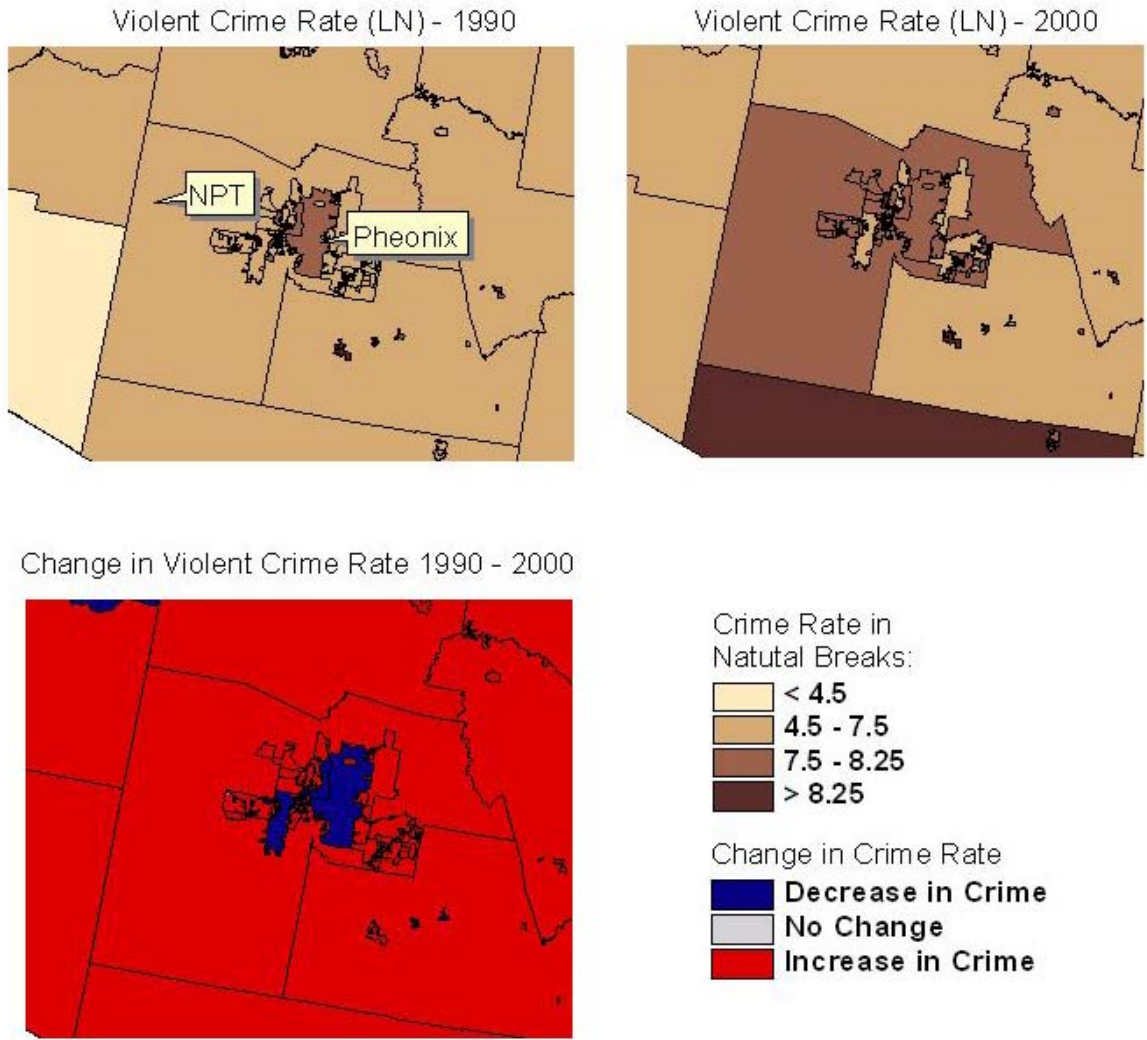 Violent Crime Rate (LN) - 1990
Violent Crime Rate (LN) - 2000
NPT
Pheonix
Change in Violent Crime Rate 1990 - 2000
Crime Rate in
Natutal Breaks:
< 4.5
4.5 - 7.5
7.5 - 8.25
> 8.25
Change in Crime Rate
Decrease in Crime
No Change
Increase in Crime